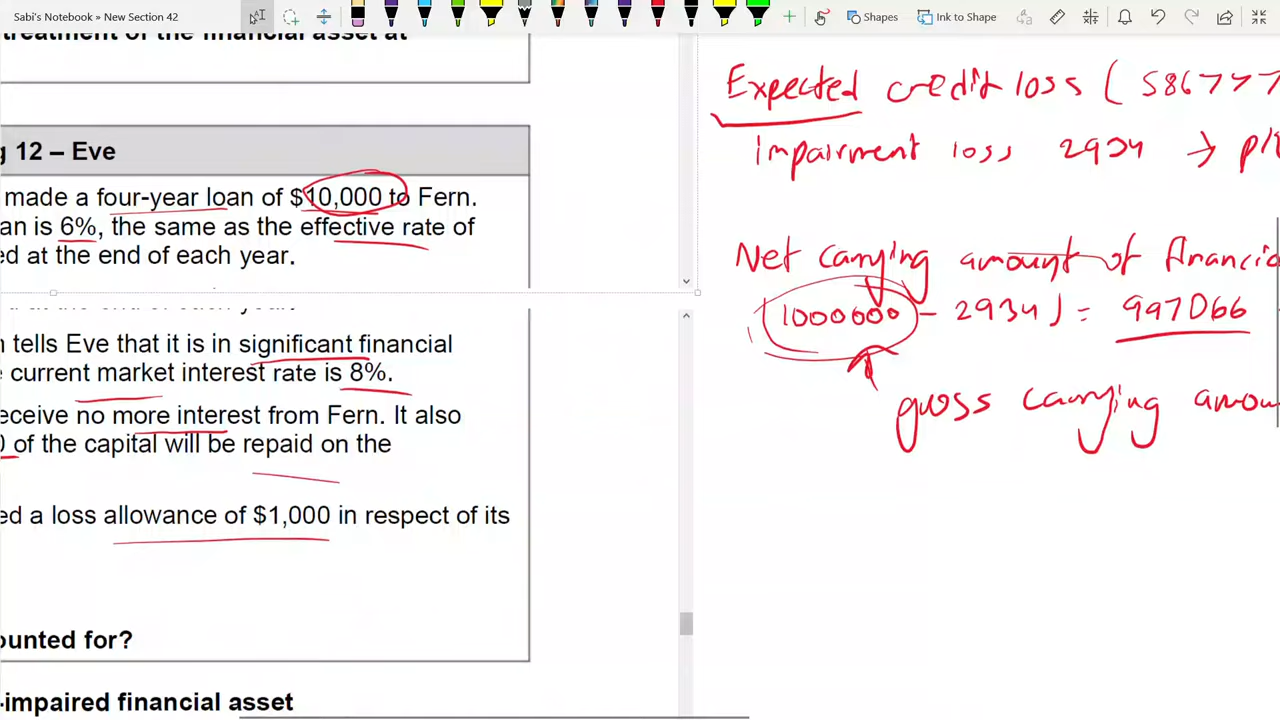 Sabi's Notebook » New Section 42
Shapes
Ink to Shape
treatment of the financial asset at
g 12 – Eve
made a four-year loan of $10,000 to Fern.
an is 6%, the same as the effective rate of
ed at the end of each year.
n tells Eve that it is in significant financial
e current market interest rate is 8%.
eceive no more interest from Fern. It also
0 of the capital will be repaid on the
ed a loss allowance of $1,000 in respect of its
ounted for?
-impaired financial asset
Expected credit loss ( 58677
impairment loss 2934 → p/
Net carrying amount of financia
1000000 - 2934) = 997066
gross carrying amou